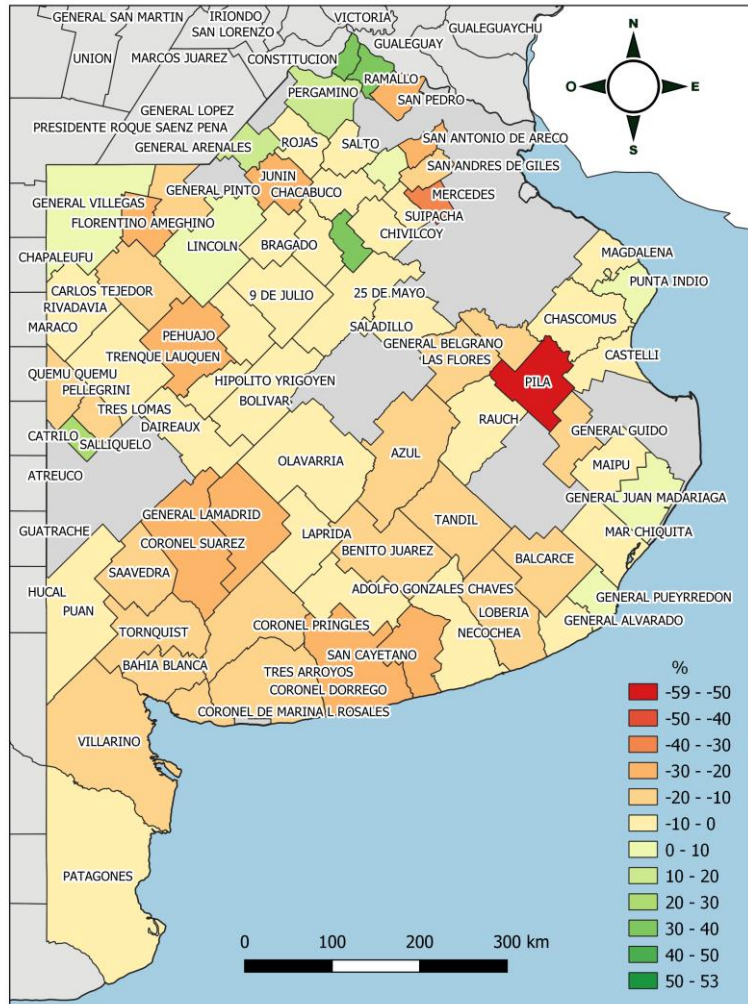 GENERAL SAN MARTIN
IRIONDO
VICTORIA
SAN LORENZO
GUALEGUAYCHU
GUALEGUAY
UNION
MARCOS JUAREZ
CONSTITUCION
RAMALLO
PERGAMINO
SAN PEDRO
GENERAL LOPEZ
PRESIDENTE ROQUE SAENZ PENA
GENERAL ARENALES
ROJAS
SALTO
SAN ANTONIO DE ARECO
SAN ANDRES DE GILES
JUNIN
GENERAL PINTO
CHACABUCO
MERCEDES
GENERAL VILLEGAS
SUIPACHA
FLORENTINO AMEGHINO
CHIVILCOY
LINCOLN
BRAGADO
CHAPALEUFU
MAGDALENA
PUNTA INDIO
CARLOS TEJEDOR
9 DE JULIO
25 DE MAYO
RIVADAVIA
MARACO
CHASCOMUS
SALADILLO
PEHUAJO
GENERAL BELGRANO
TRENQUE LAUQUEN
LAS FLORES
CASTELLI
QUEMU QUEMU
HIPOLITO YRIGOYEN
PILA
PELLEGRINI
BOLIVAR
TRES LOMAS
RAUCH
DAIREAUX
GENERAL GUIDO
CATRILO
SALLIQUELO
AZUL
OLAVARRIA
MAIPU
ATREUCO
GENERAL JUAN MADARIAGA
GENERAL LAMADRID
TANDIL
GUATRACHE
LAPRIDA
MAR CHIQUITA
CORONEL SUAREZ
BENITO JUAREZ
BALCARCE
SAAVEDRA
HUCAL
ADOLFO GONZALES CHAVES
GENERAL PUEYRREDON
PUAN
LOBERIA
GENERAL ALVARADO
CORONEL PRINGLES
TORNQUIST
NECOCHEA
SAN CAYETANO
BAHIA BLANCA
TRES ARROYOS
CORONEL DORREGO
CORONEL DE MARINA L ROSALES
VILLARINO
PATAGONES
N
O
E
S
%
-59 - -50
-50 - -40
-40 - -30
-30 - -20
-20 - -10
-10 - 0
0 - 10
10 - 20
20 - 30
30 - 40
40 - 50
50 - 53
0 100 200 300 km